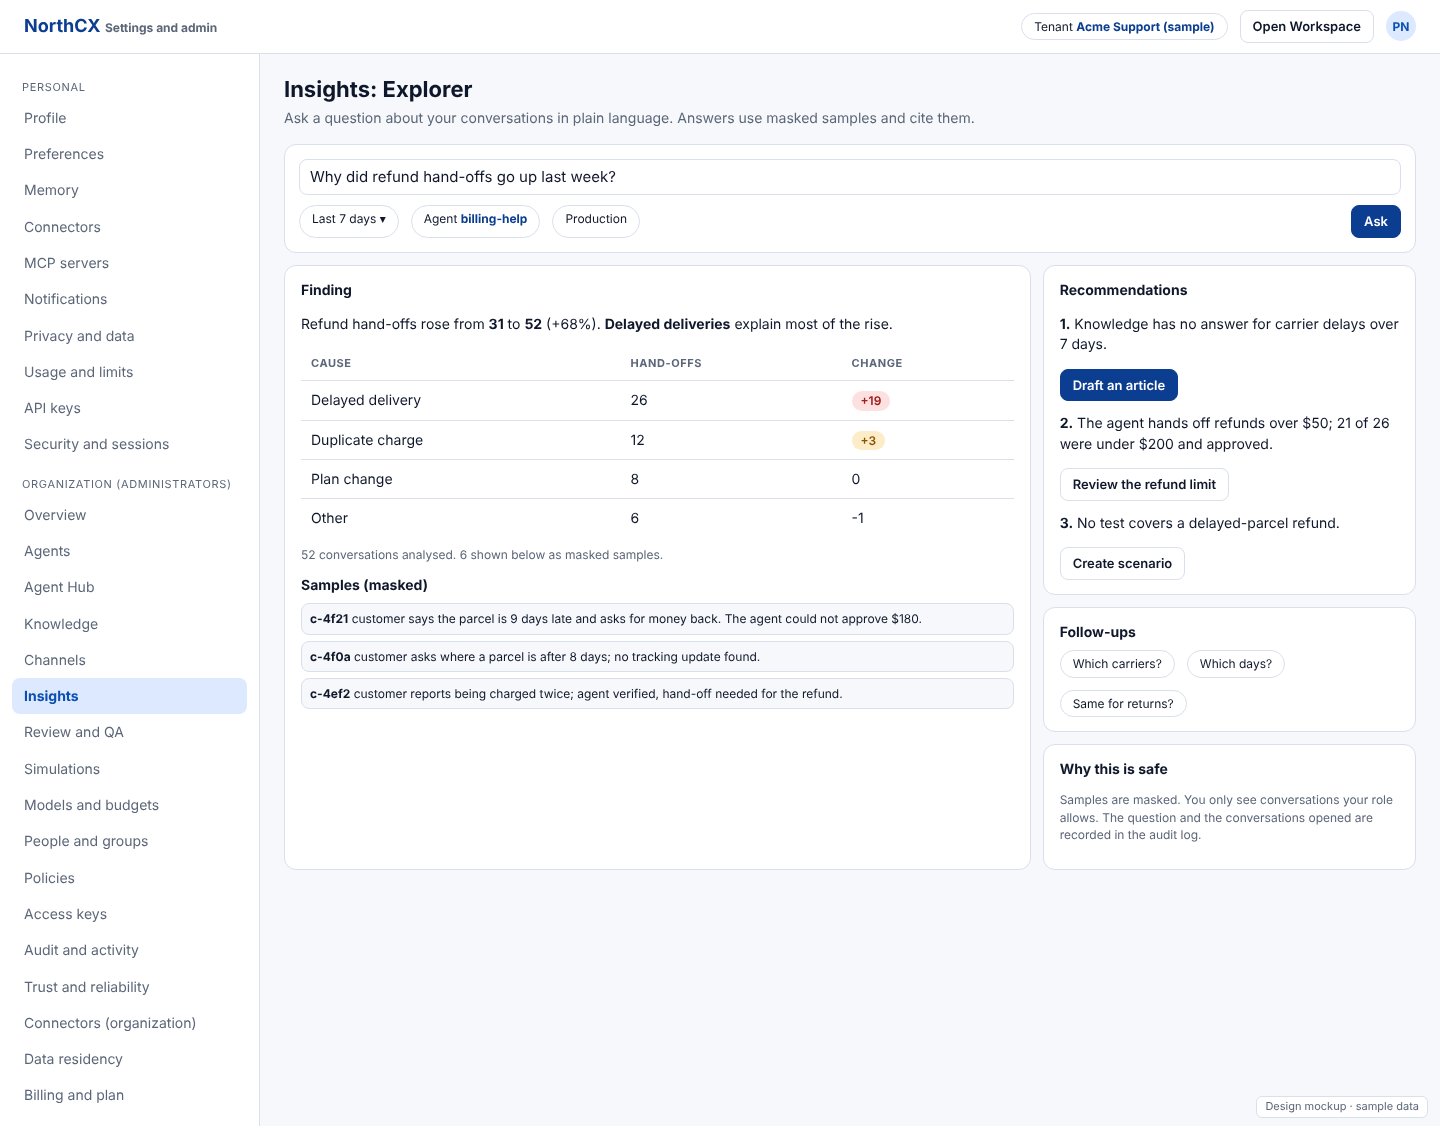 NorthCX Settings and admin
Tenant Acme Support (sample)
Open Workspace
PN
PERSONAL
Profile
Preferences
Memory
Connectors
MCP servers
Notifications
Privacy and data
Usage and limits
API keys
Security and sessions
ORGANIZATION (ADMINISTRATORS)
Overview
Agents
Agent Hub
Knowledge
Channels
Insights
Review and QA
Simulations
Models and budgets
People and groups
Policies
Access keys
Audit and activity
Trust and reliability
Connectors (organization)
Data residency
Billing and plan
Insights: Explorer
Ask a question about your conversations in plain language. Answers use masked samples and cite them.
Why did refund hand-offs go up last week?
Last 7 days ▾
Agent billing-help
Production
Ask
Finding
Refund hand-offs rose from 31 to 52 (+68%). Delayed deliveries explain most of the rise.
CAUSE HAND-OFFS CHANGE
Delayed delivery 26 +19
Duplicate charge 12 +3
Plan change 8 0
Other 6 -1
52 conversations analysed. 6 shown below as masked samples.
Samples (masked)
c-4f21 customer says the parcel is 9 days late and asks for money back. The agent could not approve $180.
c-4f0a customer asks where a parcel is after 8 days; no tracking update found.
c-4ef2 customer reports being charged twice; agent verified, hand-off needed for the refund.
Recommendations
1. Knowledge has no answer for carrier delays over
7 days.
Draft an article
2. The agent hands off refunds over $50; 21 of 26
were under $200 and approved.
Review the refund limit
3. No test covers a delayed-parcel refund.
Create scenario
Follow-ups
Which carriers?
Which days?
Same for returns?
Why this is safe
Samples are masked. You only see conversations your role
allows. The question and the conversations opened are
recorded in the audit log.
Design mockup · sample data